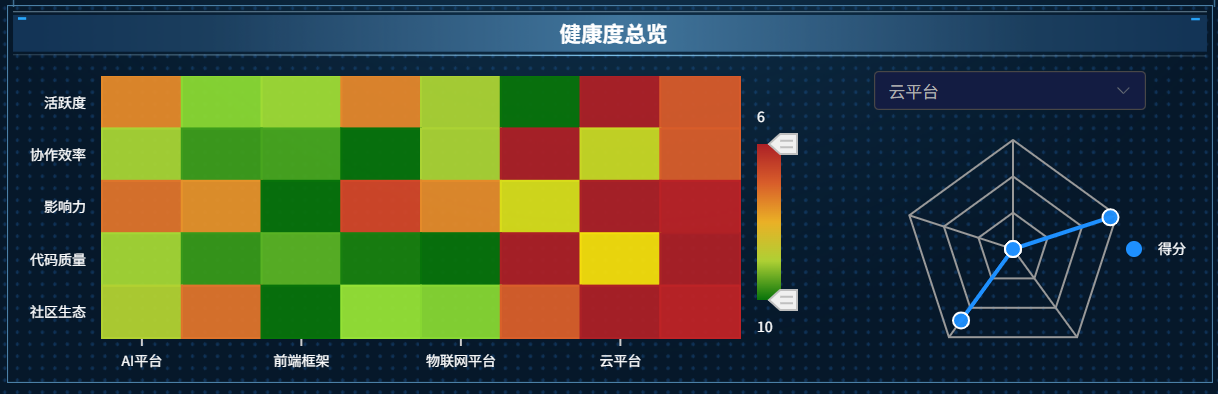 健康度总览
活跃度
协作效率
影响力
代码质量
社区生态
AI平台
前端框架
物联网平台
云平台
6
10
云平台
得分